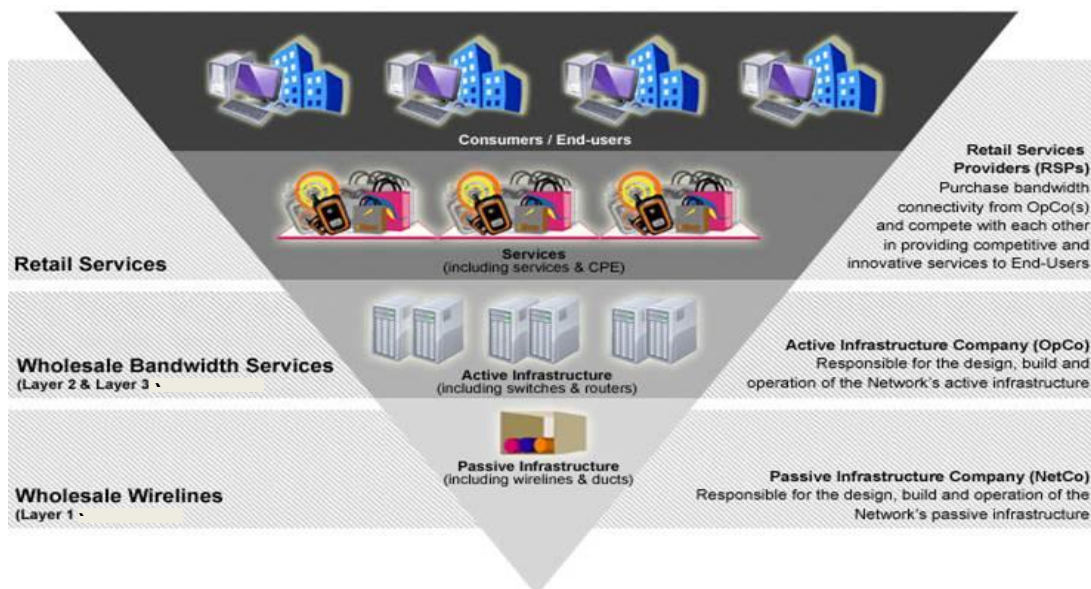 Consumers / End-users
Retail Services
Services
(including services & CPE)
Retail Services
Providers (RSPs)
Purchase bandwidth
connectivity from OpCo(s)
and compete with each other
in providing competitive and
innovative services to End-Users
Wholesale Bandwidth Services
(Layer 2 & Layer 3
Active Infrastructure
(including switches & routers)
Active Infrastructure Company (OpCo)
Responsible for the design, build and
operation of the Network's active infrastructure
Wholesale Wirelines
(Layer 1
Passive Infrastructure
(including wirelines & ducts)
Passive Infrastructure Company (NetCo)
Responsible for the design, build and operation of the
Network's passive infrastructure